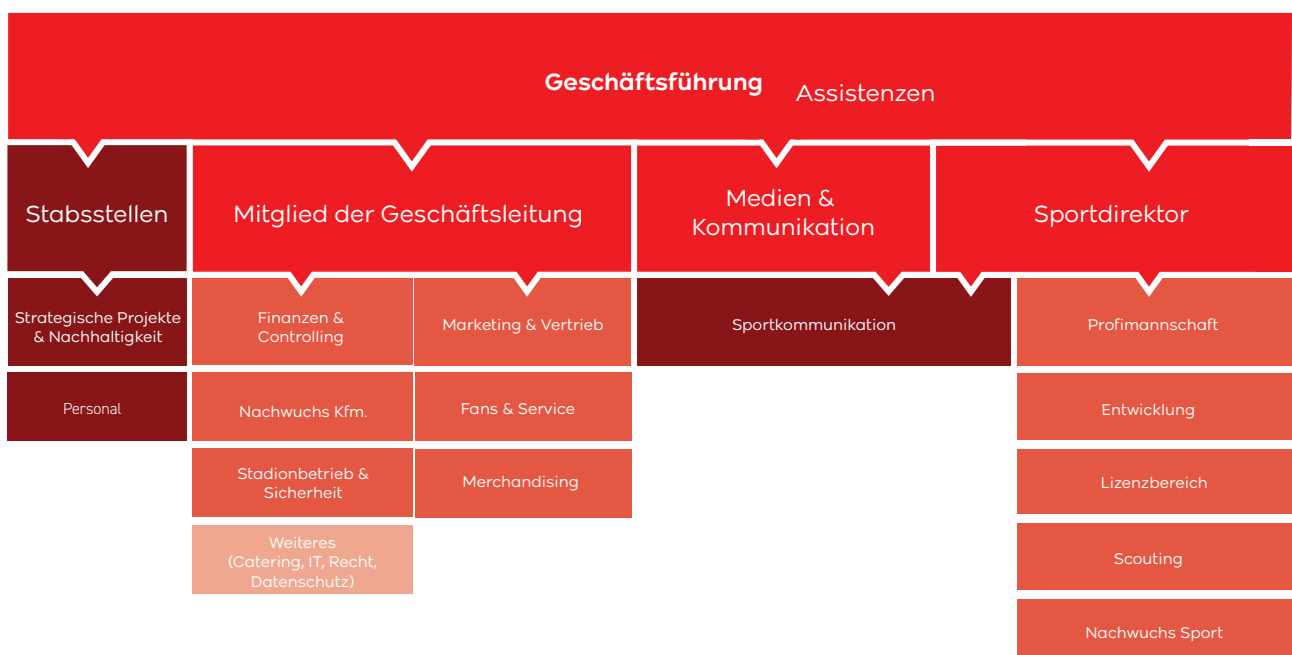 Geschäftsführung
Assistenzen
Stabsstellen
Mitglied der Geschäftsleitung
Medien &
Kommunikation
Sportdirektor
Strategische Projekte
& Nachhaltigkeit
Finanzen &
Controlling
Marketing & Vertrieb
Sportkommunikation
Profimannschaft
Personal
Nachwuchs Kfm.
Fans & Service
Entwicklung
Stadionbetrieb &
Sicherheit
Merchandising
Lizenzbereich
Weiteres
(Catering, IT, Recht,
Datenschutz)
Scouting
Nachwuchs Sport